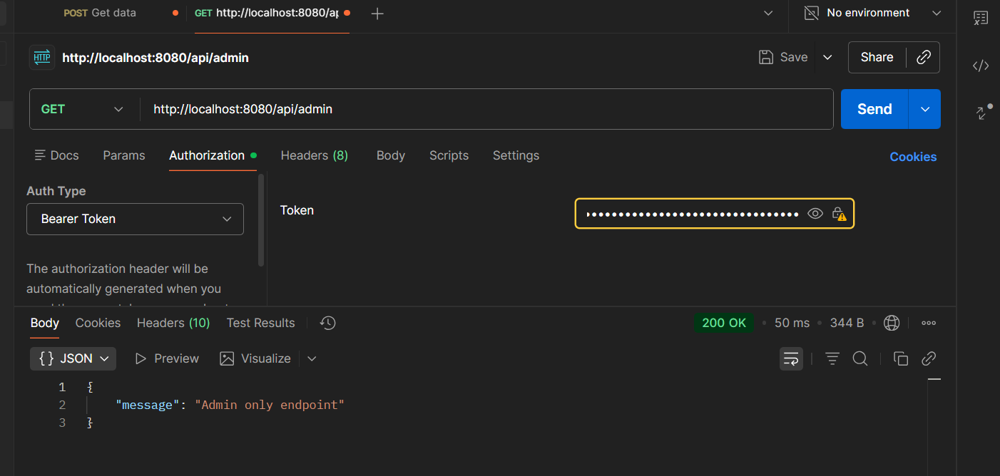 POST Get data
GET http://localhost:8080/ap
No environment
HTTP http://localhost:8080/api/admin
Save
Share
GET
http://localhost:8080/api/admin
Send
Docs
Params
Authorization
Headers (8)
Body
Scripts
Settings
Cookies
Auth Type
Bearer Token
Token
The authorization header will be
automatically generated when you
Body
Cookies
Headers (10)
Test Results
200 OK
50 ms
344 B
{} JSON
Preview
Visualize
1 {
2 "message": "Admin only endpoint"
3 }